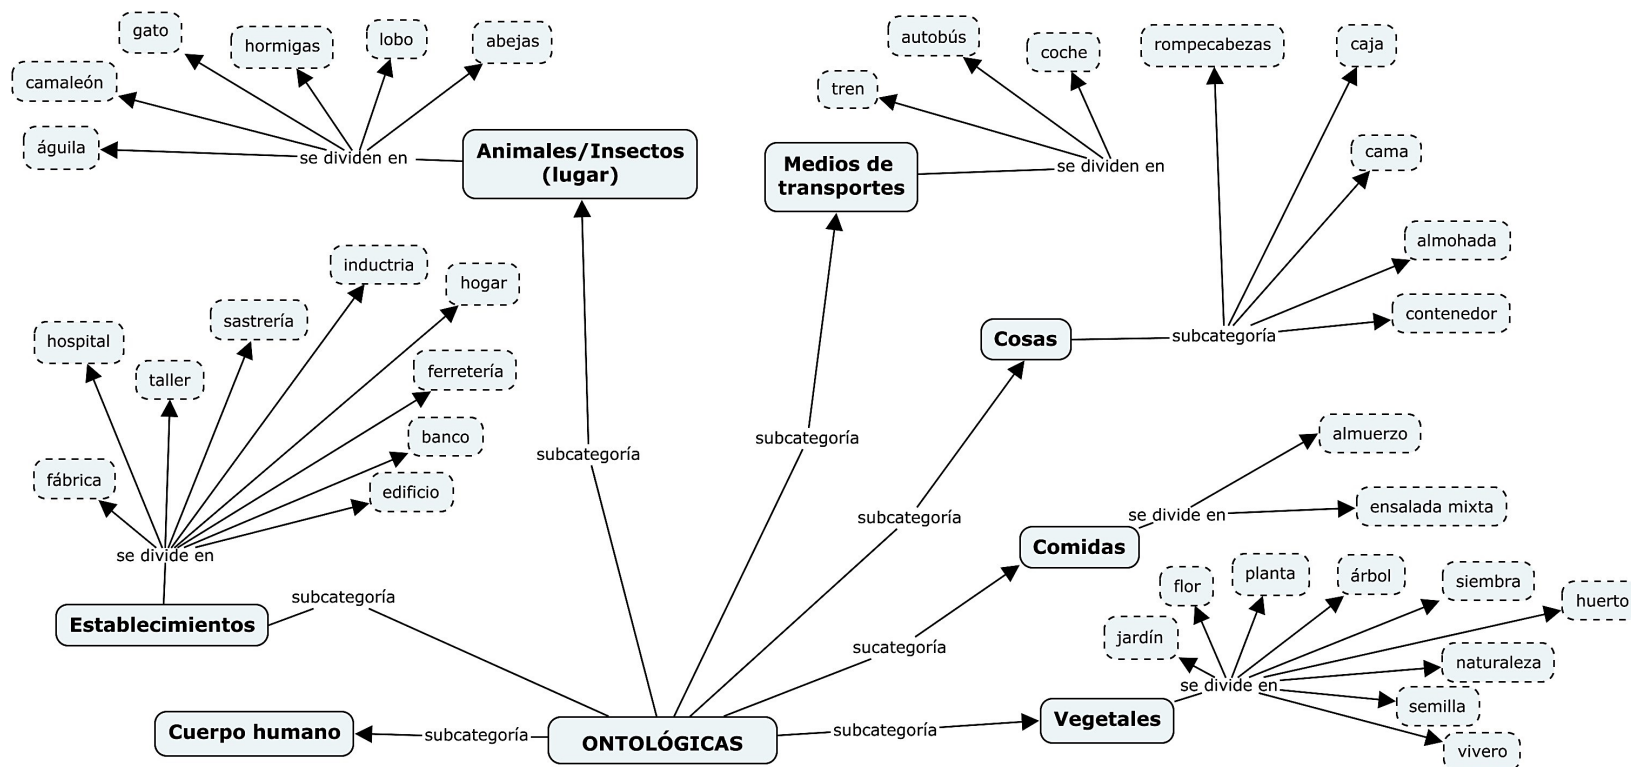 gato
hormigas
lobo
abejas
camaleón
águila
se dividen en
Animales/Insectos
(lugar)
autobús
coche
tren
se dividen en
Medios de
transportes
rompecabezas
caja
cama
almohada
contenedor
subcategoría
Cosas
inductria
hogar
sastrería
hospital
taller
ferretería
banco
fábrica
edificio
se divide en
Establecimientos
subcategoría
subcategoría
subcategoría
subcategoría
almuerzo
ensalada mixta
se divide en
Comidas
sucategoría
flor
planta
árbol
siembra
huerto
jardín
naturaleza
semilla
vivero
se divide en
Vegetales
subcategoría
Cuerpo humano
subcategoría
ONTOLÓGICAS